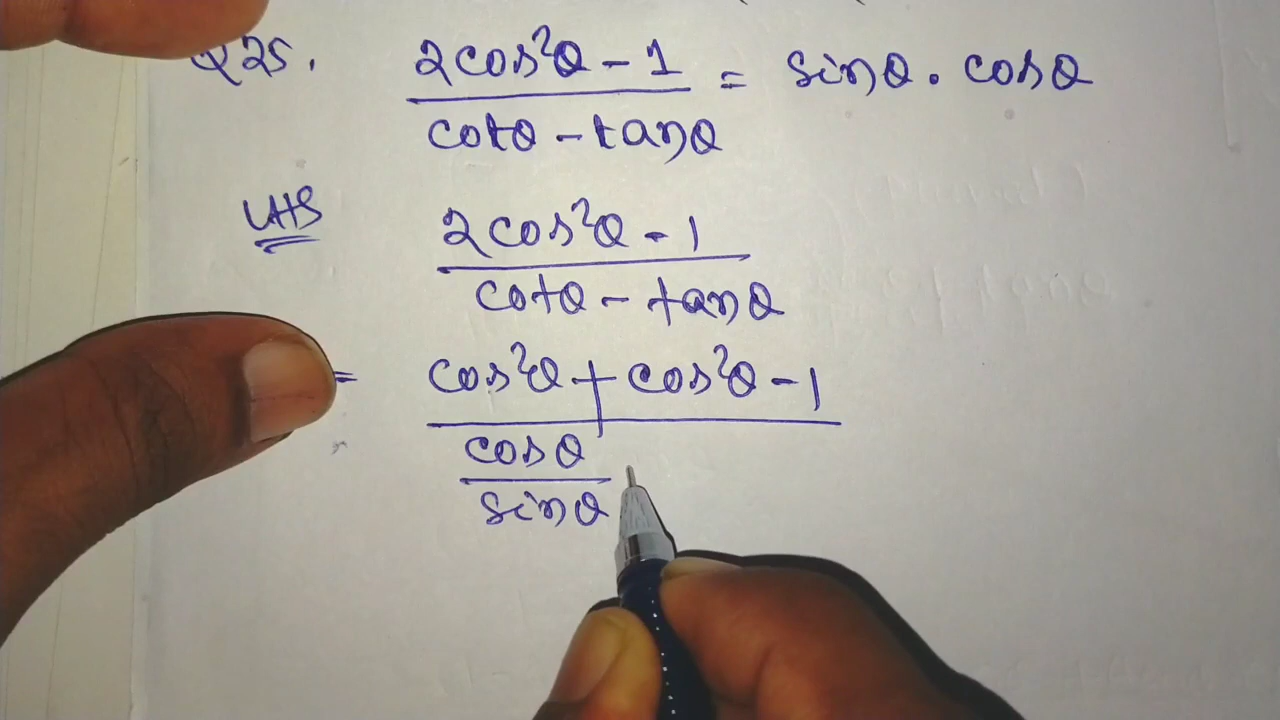 Q25. 2cos²θ - 1 / cotθ - tanθ = sinθ . cosθ
LHS 2cos²θ - 1 / cotθ - tanθ
= cos²θ + cos²θ - 1
cosθ
sinθ